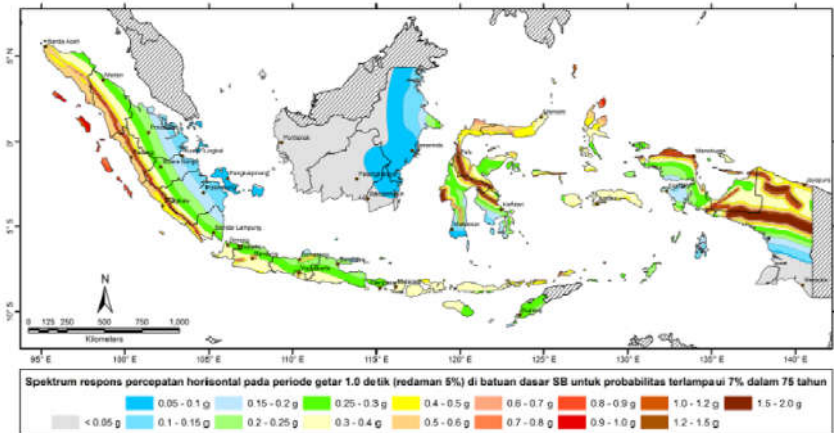 Banda Aceh
5° N
Medan
Manado
Pontianak
0°
Samarinda
Manokwari
Pangkalpinang
Jayapura
Kendari
Makassar
5° S
Bandar Lampung
N
10° S
0 125 250 500 750 1,000
Kilometers
95° E 100° E 105° E 110° E 115° E 120° E 125° E 130° E 135° E 140° E
Spektrum respons percepatan horisontal pada periode getar 1.0 detik (redaman 5%) di batuan dasar SB untuk probabilitas terlampaui 7% dalam 75 tahun
0.05 - 0.1 g 0.15 - 0.2 g 0.25 - 0.3 g 0.4 - 0.5 g 0.6 - 0.7 g 0.8 - 0.9 g 1.0 - 1.2 g 1.5 - 2.0 g
< 0.05 g 0.1 - 0.15 g 0.2 - 0.25 g 0.3 - 0.4 g 0.5 - 0.6 g 0.7 - 0.8 g 0.9 - 1.0 g 1.2 - 1.5 g